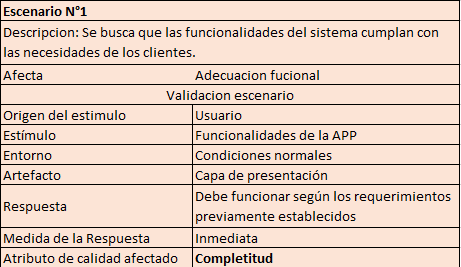 Escenario N°1
Descripcion: Se busca que las funcionalidades del sistema cumplan con
las necesidades de los clientes.
Afecta Adecuacion fucional
Validacion escenario
Origen del estimulo Usuario
Estímulo Funcionalidades de la APP
Entorno Condiciones normales
Artefacto Capa de presentación
Respuesta Debe funcionar según los requerimientos
previamente establecidos
Medida de la Respuesta Inmediata
Atributo de calidad afectado Completitud